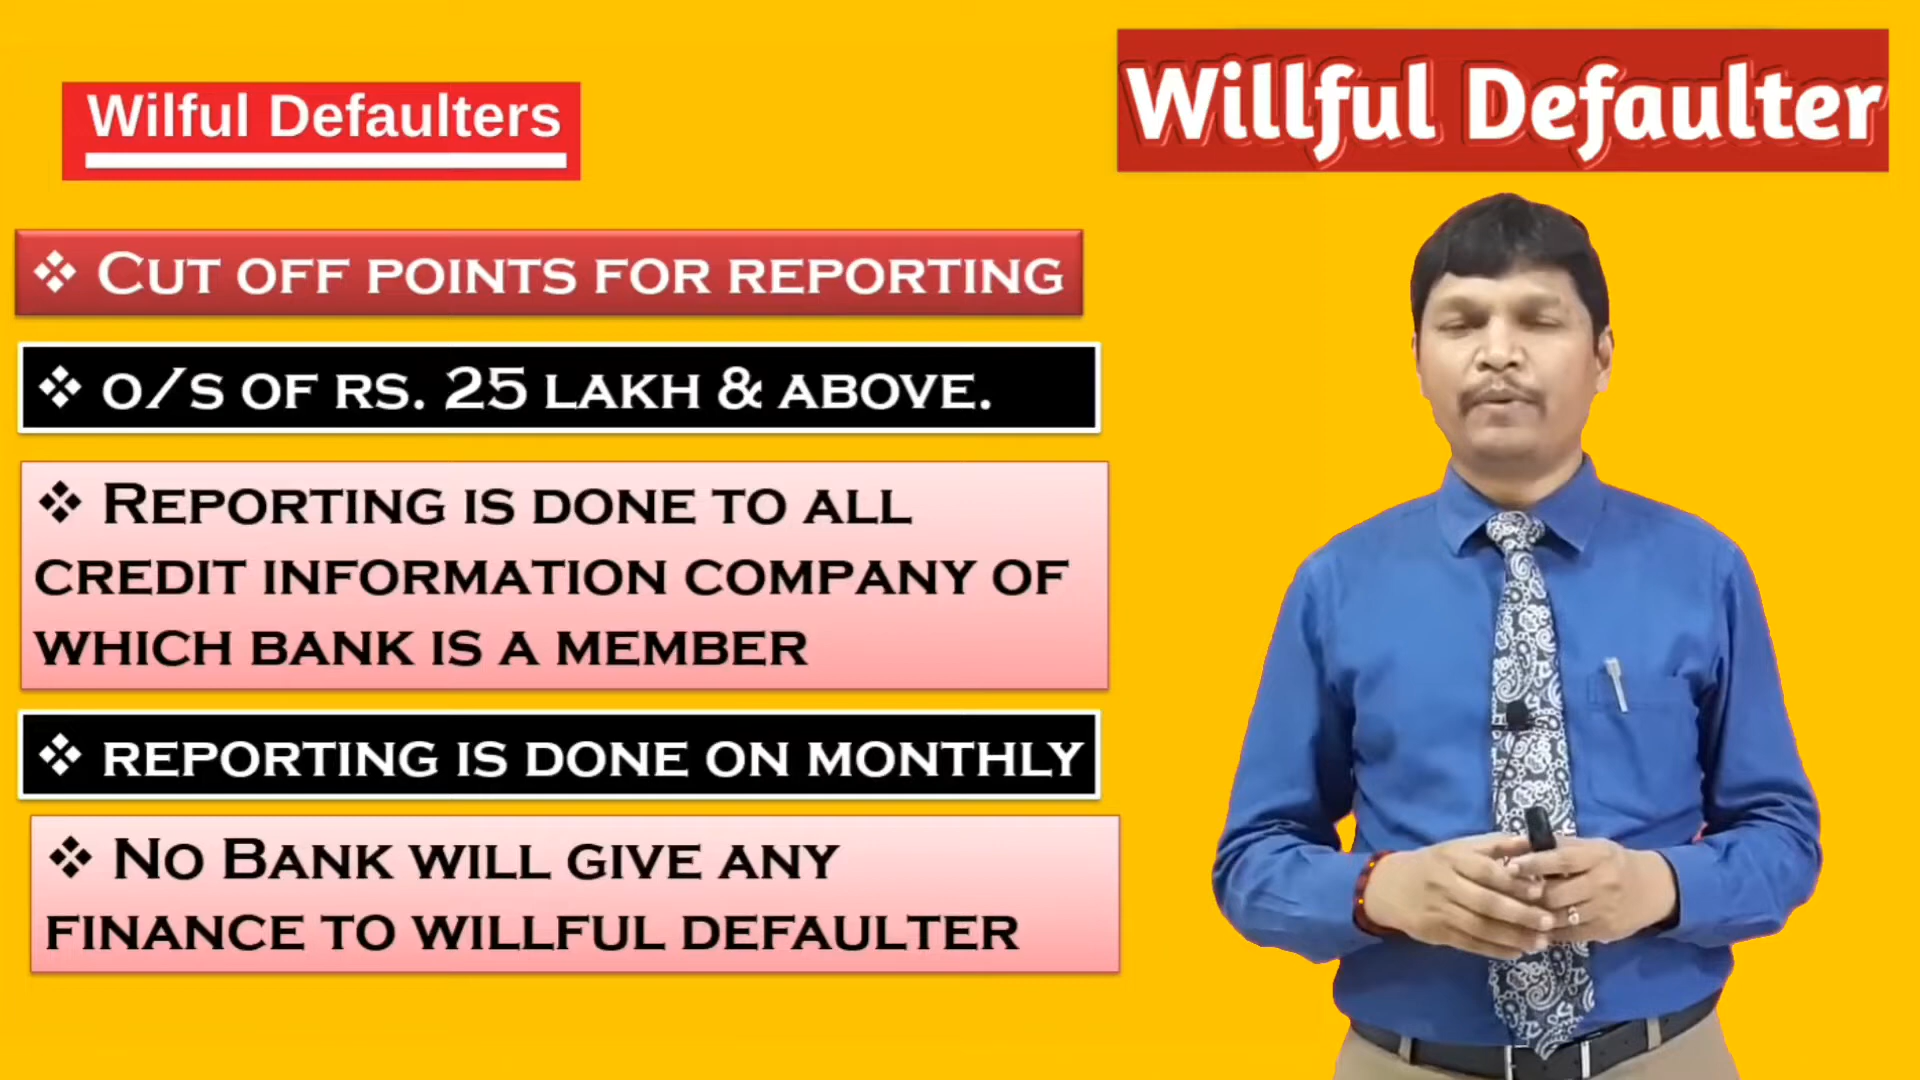 Wilful Defaulters
Willful Defaulter
❖ Cut off points for reporting
❖ o/s of rs. 25 lakh & above.
❖ Reporting is done to all
credit information company of
which bank is a member
❖ reporting is done on monthly
❖ No Bank will give any
finance to willful defaulter